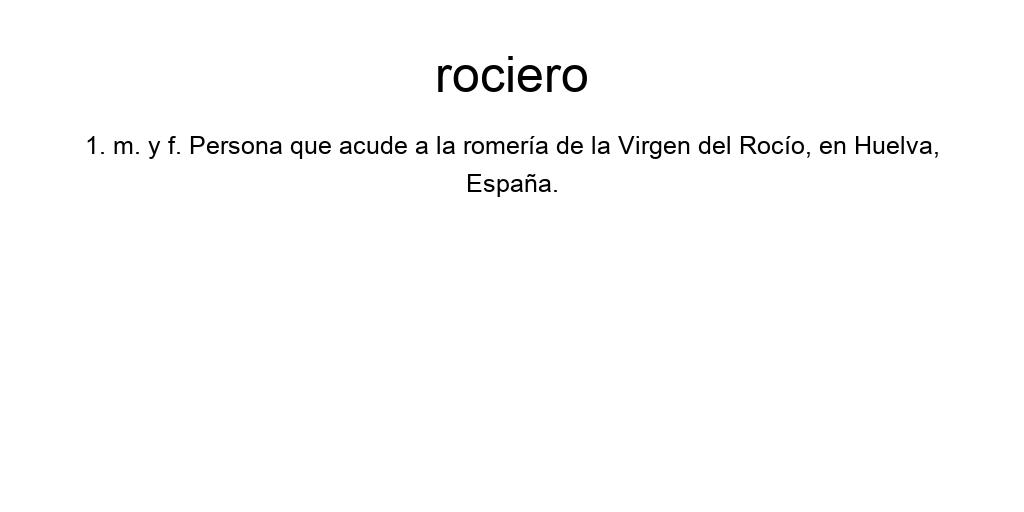 rociero
1. m. y f. Persona que acude a la romería de la Virgen del Rocío, en Huelva,
España.